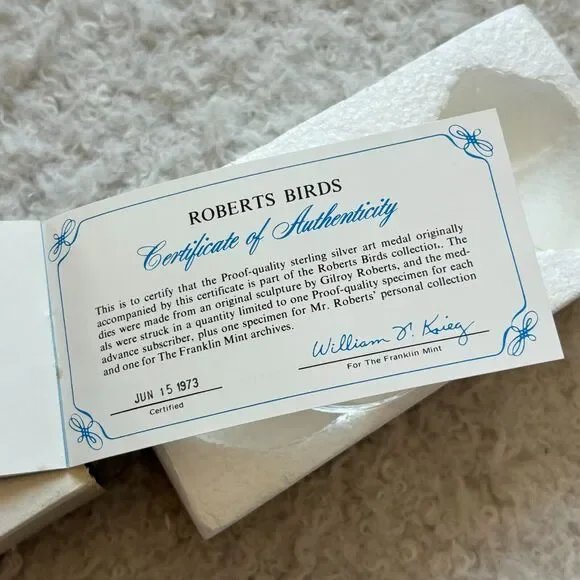 ROBERTS BIRDS
Certificate of Authenticity
This is to certify that the Proof-quality sterling silver art medal originally
accompanied by this certificate is part of the Roberts Birds collection. The
dies were made from an original sculpture by Gilroy Roberts, and the med-
als were struck in a quantity limited to one Proof-quality specimen for each
advance subscriber, plus one specimen for Mr. Roberts' personal collection
and one for The Franklin Mint archives.
JUN 15 1973
Certified
William F. Krieg
For The Franklin Mint